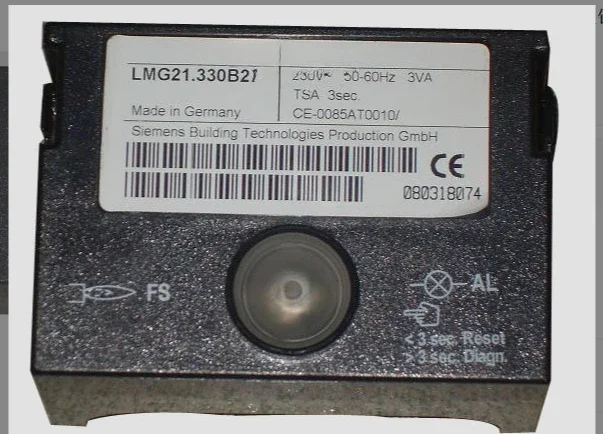 LMG21.330B27
230V~ 50-60Hz 3VA
TSA 3sec.
Made in Germany
CE-0085AT0010/
Siemens Building Technologies Production GmbH
CE
080318074
FS
AL
< 3 sec. Reset
> 3 sec. Diagn.